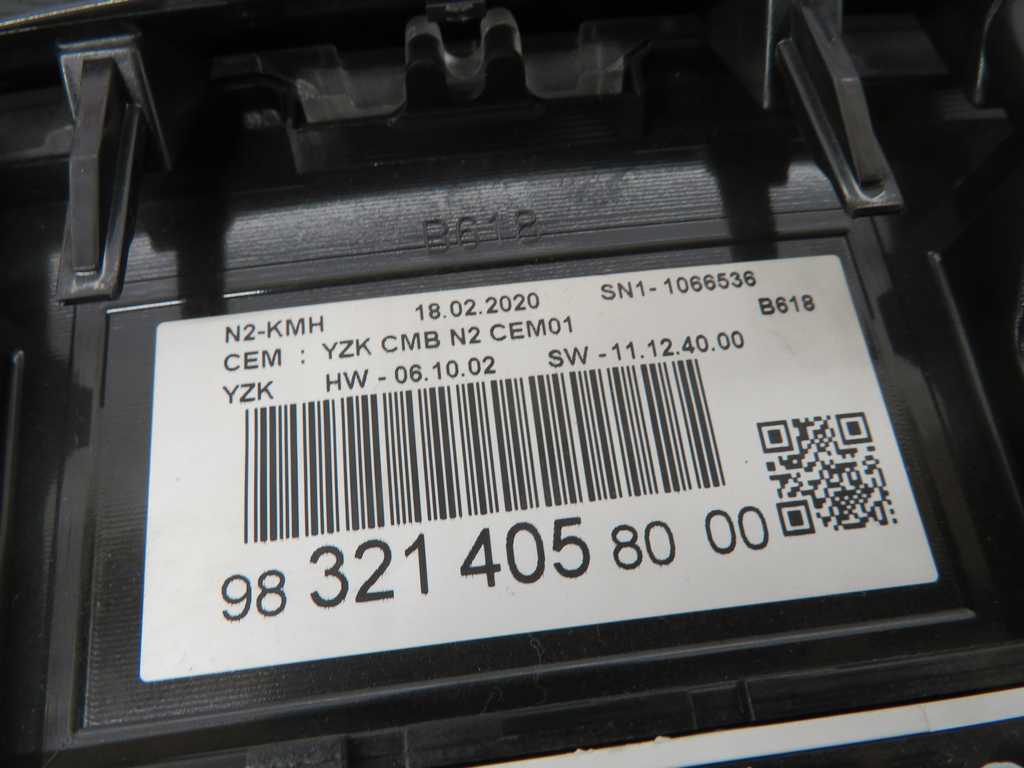 B618
N2-KMH 18.02.2020 SN1-1066536
CEM : YZK CMB N2 CEM01 B618
YZK HW - 06.10.02 SW -11.12.40.00
98 321 405 80 00